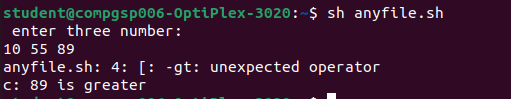 student@compgsp006-OptiPlex-3020:~$ sh anyfile.sh
enter three number:
10 55 89
anyfile.sh: 4: [: -gt: unexpected operator
c: 89 is greater